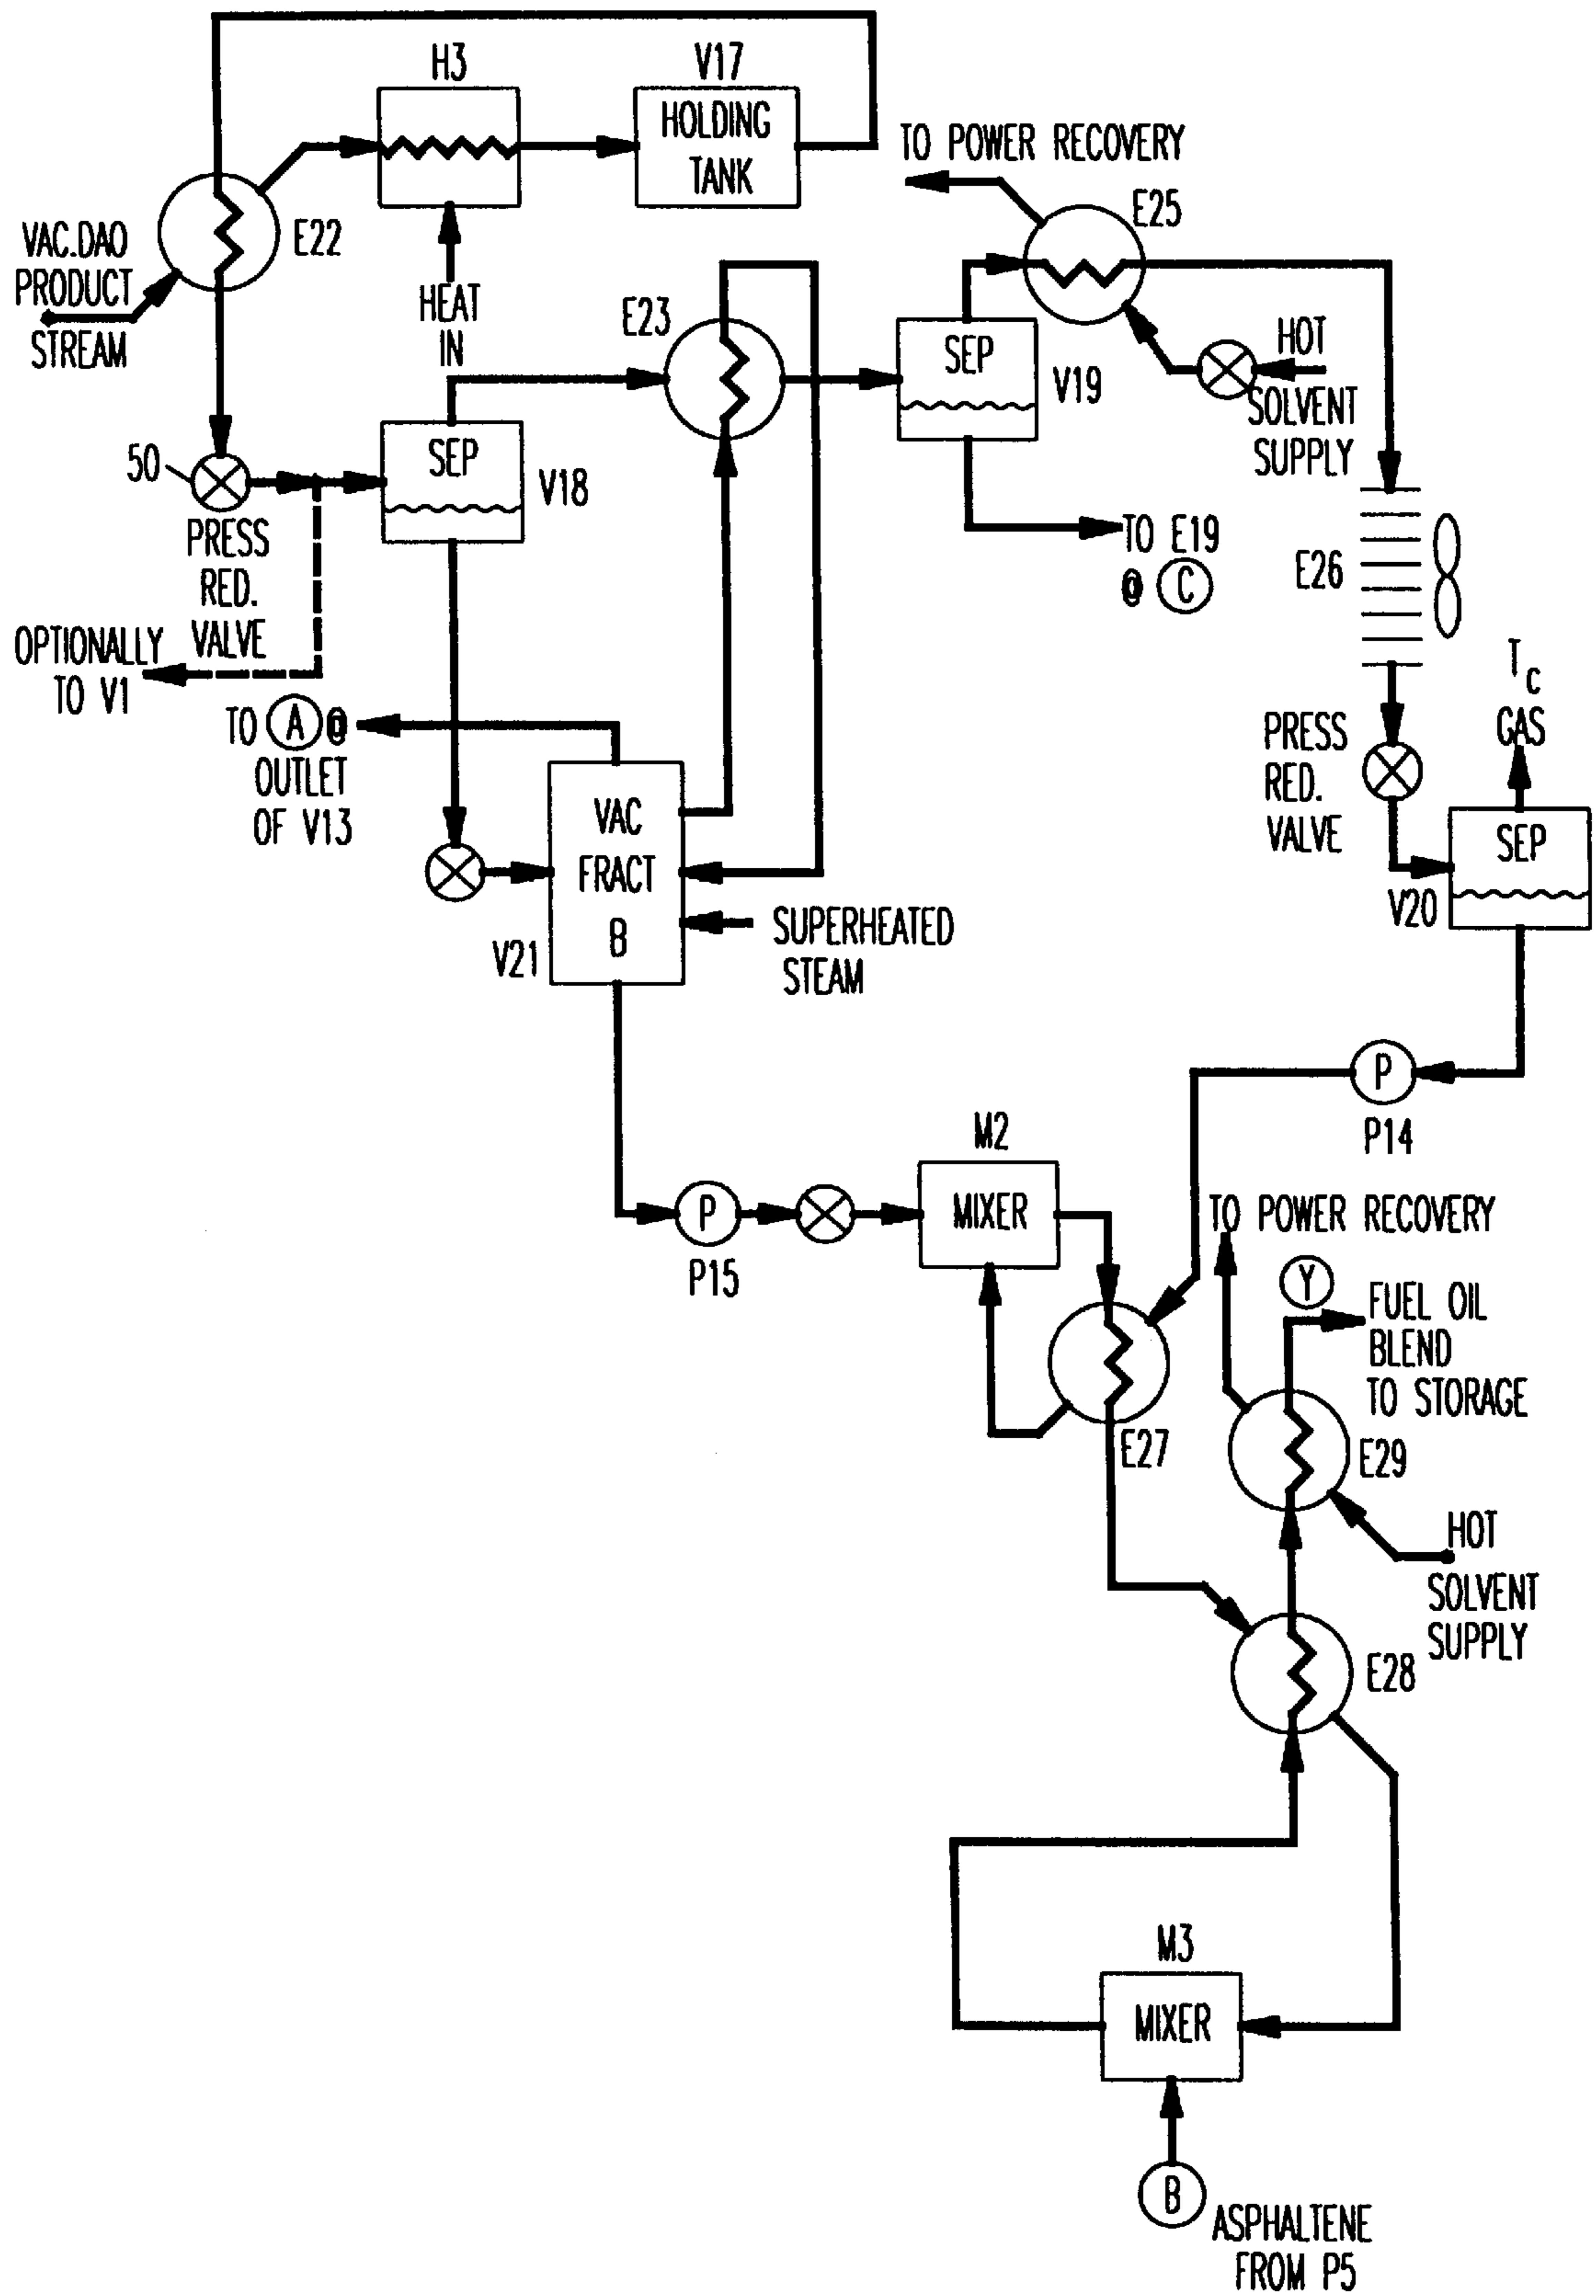 H3
V17
HOLDING
TANK
TO POWER RECOVERY
E25
VAC.DAO
PRODUCT
STREAM
E22
HEAT
IN
E23
SEP
V19
HOT
SOLVENT
SUPPLY
50
SEP
V18
PRESS
RED.
VALVE
OPTIONALLY
TO V1
TO E19
@ C
E26
TO A @
OUTLET
OF V13
VAC
FRACT
B
V21
SUPERHEATED
STEAM
PRESS
RED.
VALVE
Tc
GAS
SEP
V20
P
P14
M2
MIXER
P
P15
TO POWER RECOVERY
Y
FUEL OIL
BLEND
TO STORAGE
E27
E29
HOT
SOLVENT
SUPPLY
E28
M3
MIXER
B
ASPHALTENE
FROM P5